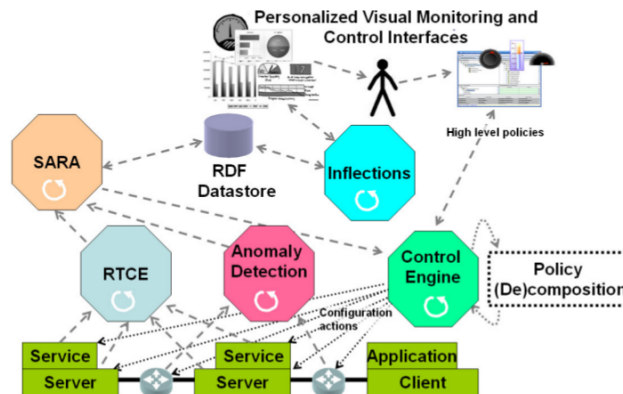 Personalized Visual Monitoring and
Control Interfaces
High level policies
SARA
RDF
Datastore
Inflections
RTCE
Anomaly
Detection
Control
Engine
Policy
(De)composition
Configuration
actions
Service
Server
Service
Server
Application
Client